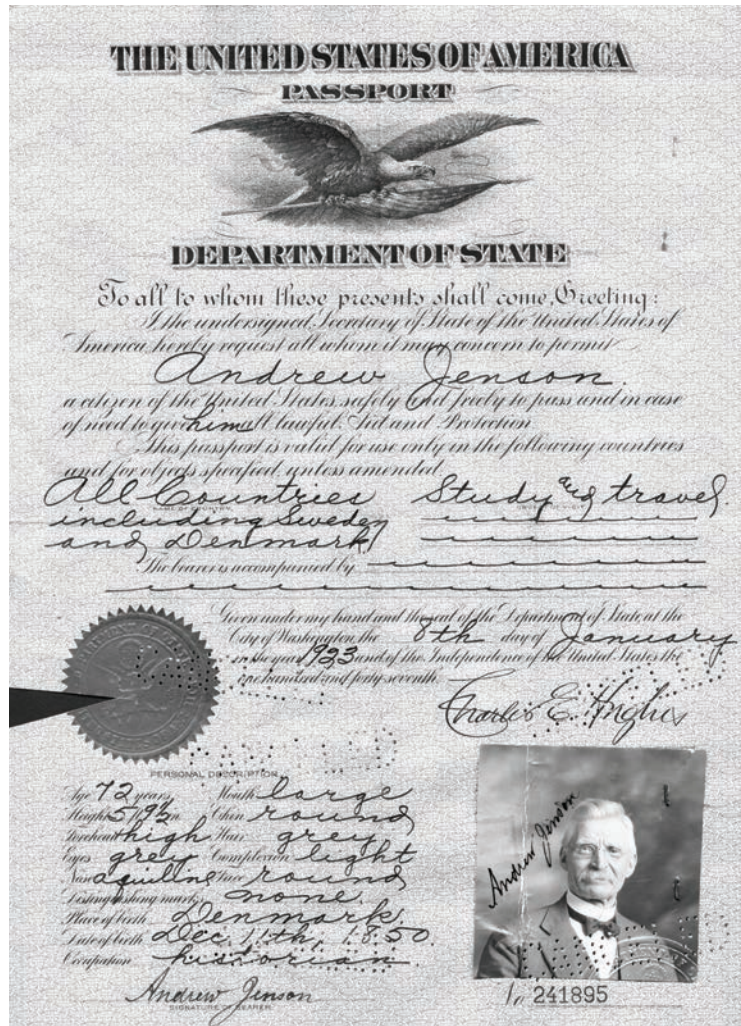 THE UNITED STATES OF AMERICA
PASSPORT
DEPARTMENT OF STATE
To all to whom these presents shall come, Greeting:
I, the undersigned, Secretary of State of the United States of
America, hereby request all whom it may concern to permit
Andrew Jenson.
a citizen of the United States, safely and freely to pass and in case
of need to give him all lawful Aid and Protection
This passport is valid for use only in the following countries
and for objects specified, unless amended.
All Countries Study and travel.
NAME OF COUNTRY.
including Sweden
and Denmark
The bearer is accompanied by
Given under my hand and the seal of the Department of State, at the
City of Washington, the 8th day of January
in the year 1923 and of the Independence of the United States the
one hundred and forty seventh.
Charles E. Hughes
PERSONAL DESCRIPTION
Age 72 years Mouth large
Height 5 ft 9½ in. Chin round
Forehead high Hair grey
Eyes grey Complexion light
Nose aquiline Face round
Distinguishing marks none.
Place of birth Denmark.
Date of birth Dec. 11th, 1850.
Occupation historian
Andrew Jenson
SIGNATURE OF BEARER.
Andrew Jenson
No 241895